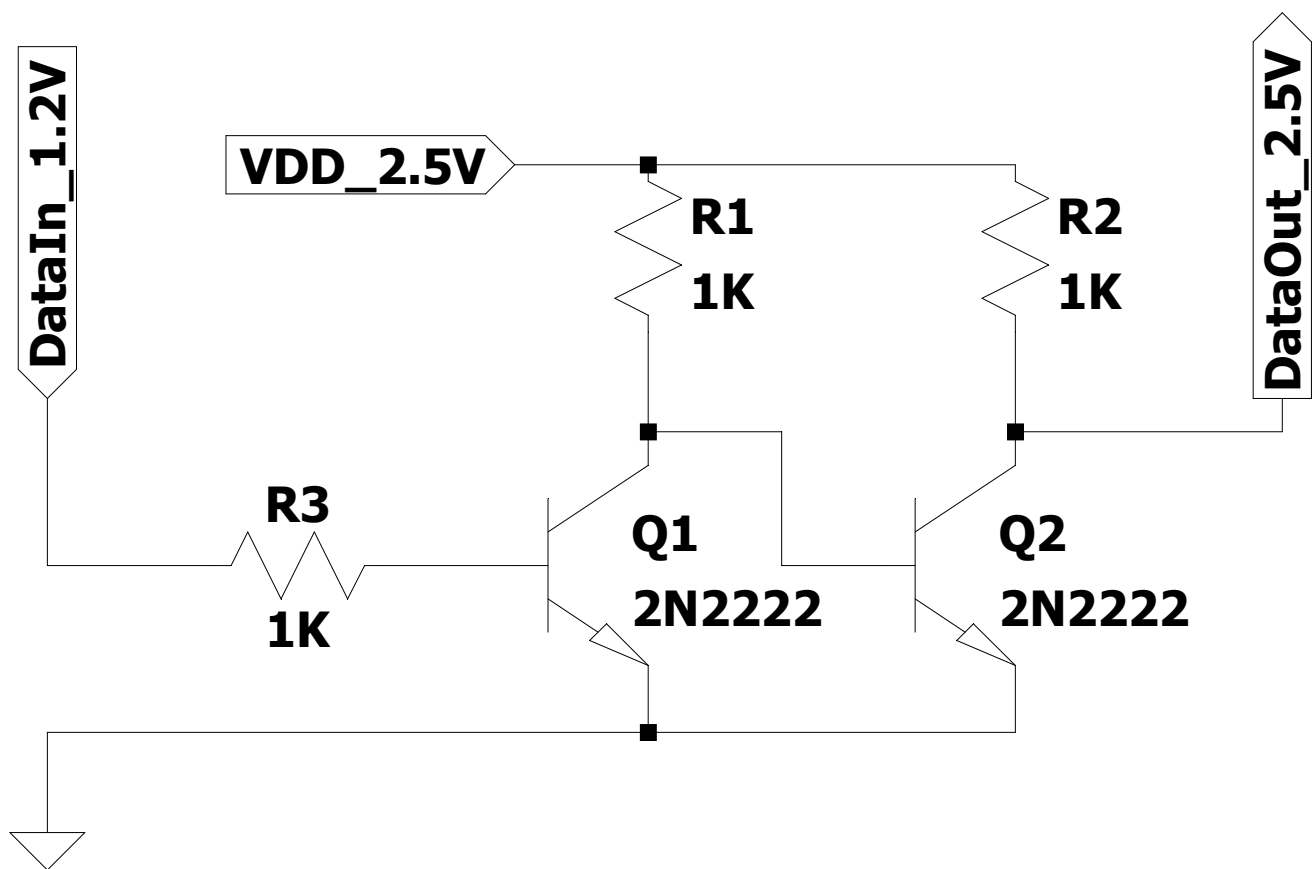 DataIn_1.2V
VDD_2.5V
R1
1K
R2
1K
DataOut_2.5V
R3
1K
Q1
2N2222
Q2
2N2222